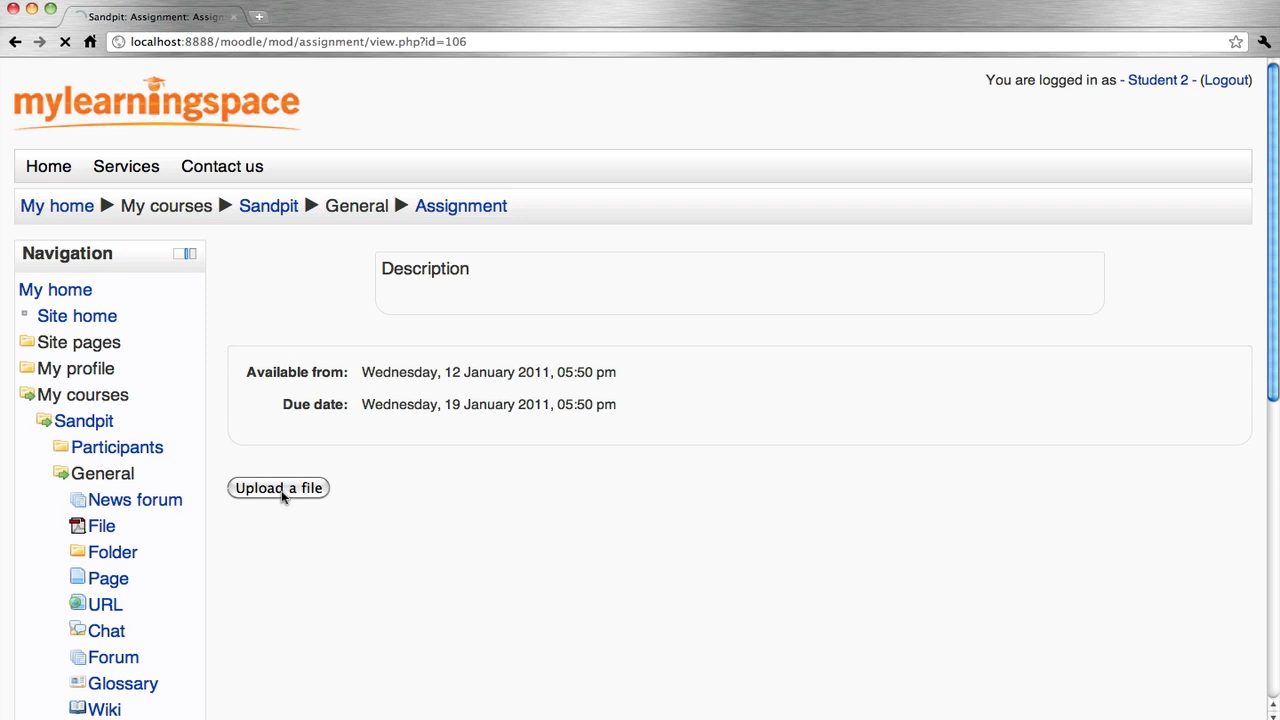 Sandpit: Assignment: Assign
localhost:8888/moodle/mod/assignment/view.php?id=106
mylearningspace
You are logged in as - Student 2 - (Logout)
Home Services Contact us
My home ► My courses ► Sandpit ► General ► Assignment
Navigation
My home
Site home
Site pages
My profile
My courses
Sandpit
Participants
General
News forum
File
Folder
Page
URL
Chat
Forum
Glossary
Wiki
Description
Available from: Wednesday, 12 January 2011, 05:50 pm
Due date: Wednesday, 19 January 2011, 05:50 pm
Upload a file